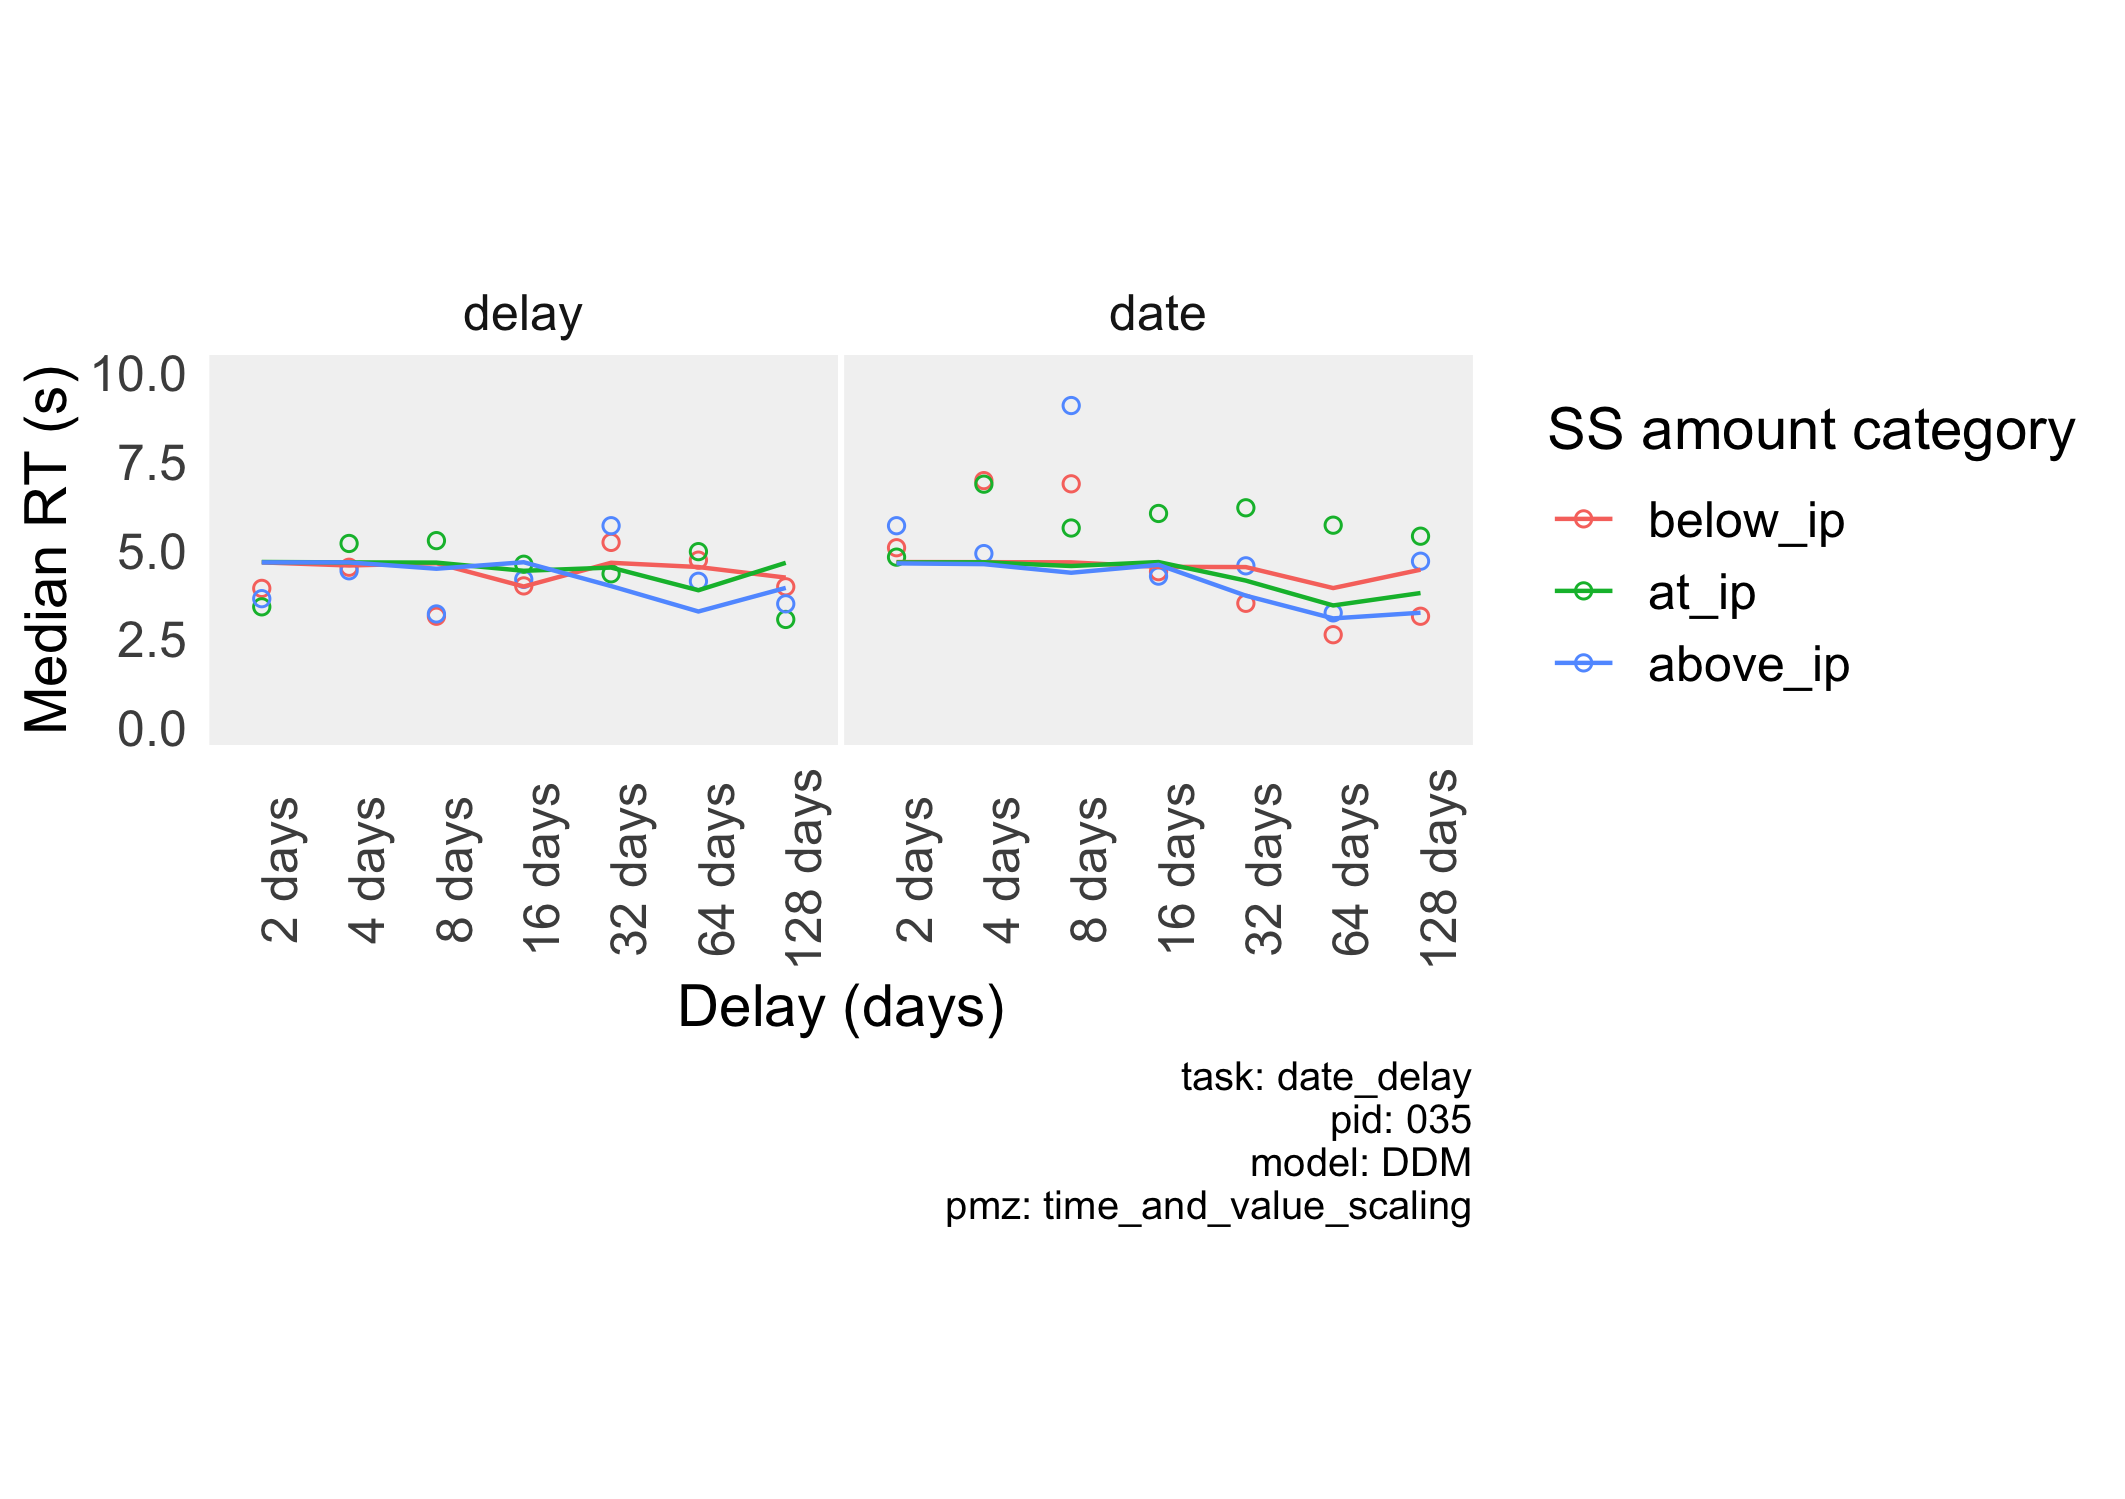 delay
date
Median RT (s)
10.0
7.5
5.0
2.5
0.0
2 days
4 days
8 days
16 days
32 days
64 days
128 days
2 days
4 days
8 days
16 days
32 days
64 days
128 days
Delay (days)
SS amount category
below_ip
at_ip
above_ip
task: date_delay
pid: 035
model: DDM
pmz: time_and_value_scaling